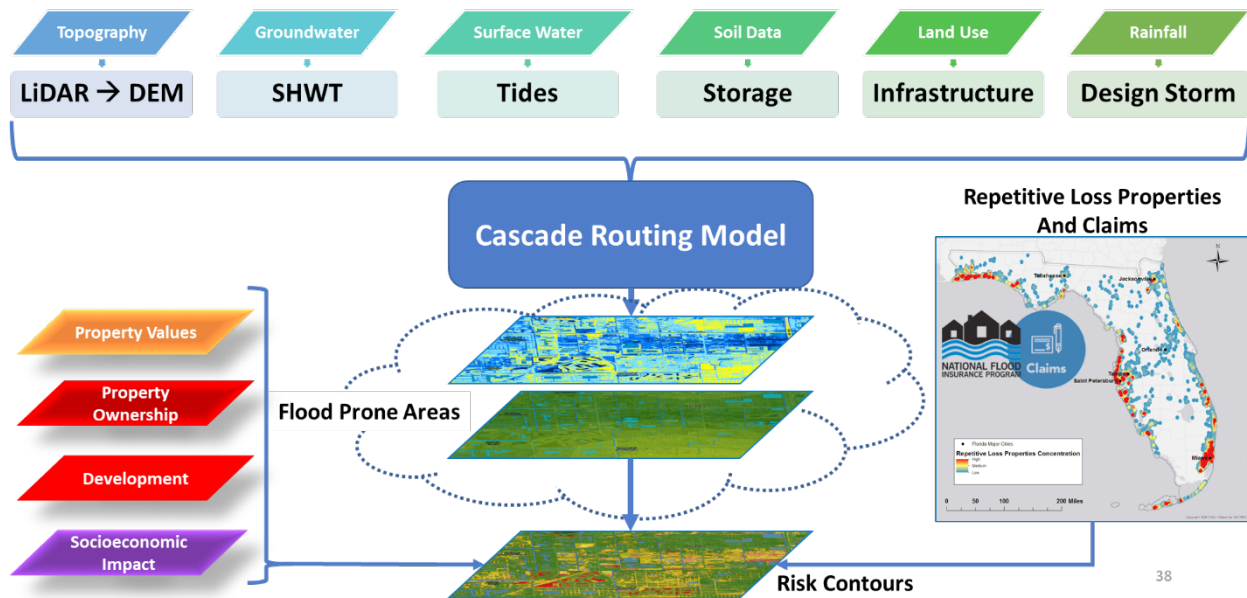 Topography
Groundwater
Surface Water
Soil Data
Land Use
Rainfall
LiDAR → DEM
SHWT
Tides
Storage
Infrastructure
Design Storm
Cascade Routing Model
Repetitive Loss Properties
And Claims
Property Values
Property
Ownership
Development
Socioeconomic
Impact
Flood Prone Areas
N
Jacksonville
Orlando
Saint Petersburg
NATIONAL FLOOD
INSURANCE PROGRAM
Claims
$
Florida Major Cities
Repetitive Loss Properties Concentration
High
Medium
Low
0 25 50 100 200 Miles
Risk Contours
38